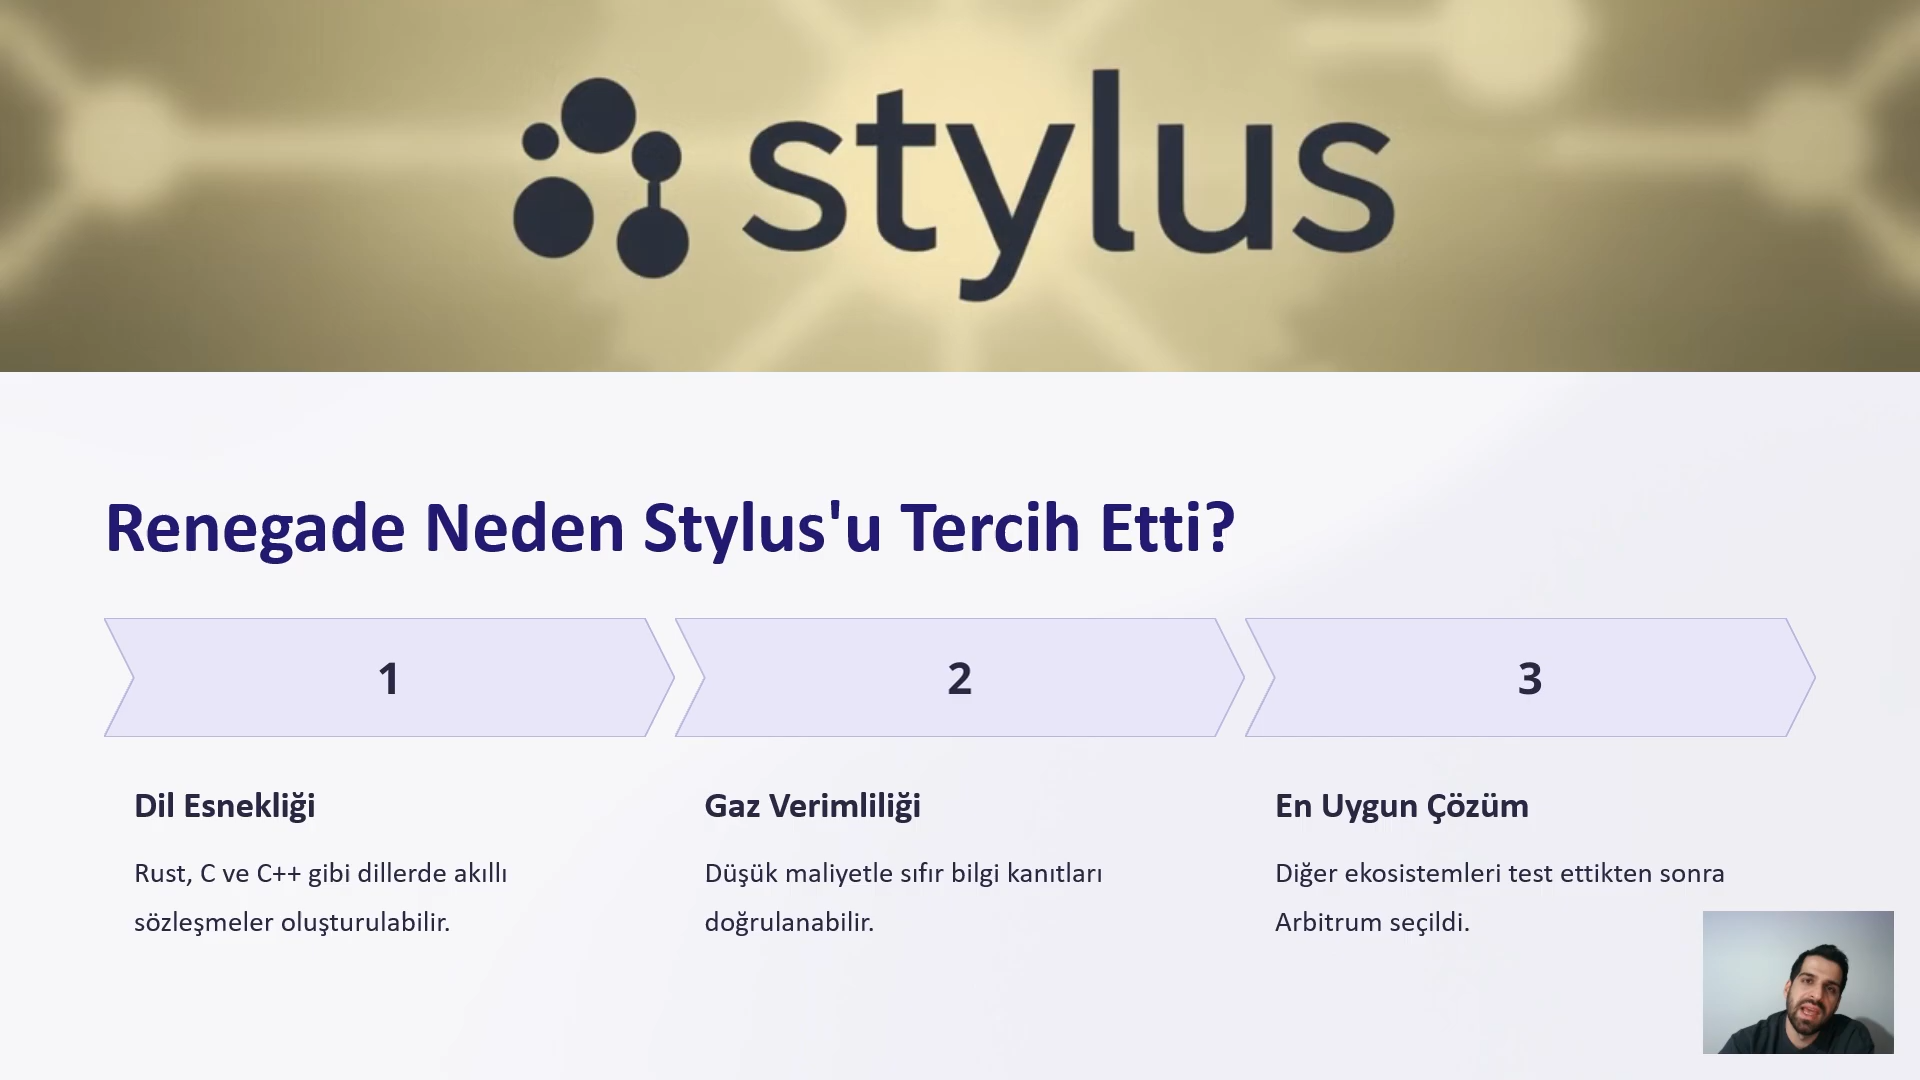 stylus
Renegade Neden Stylus'u Tercih Etti?
1
2
3
Dil Esnekliği
Rust, C ve C++ gibi dillerde akıllı
sözleşmeler oluşturulabilir.
Gaz Verimliliği
Düşük maliyetle sıfır bilgi kanıtları
doğrulanabilir.
En Uygun Çözüm
Diğer ekosistemleri test ettikten sonra
Arbitrum seçildi.